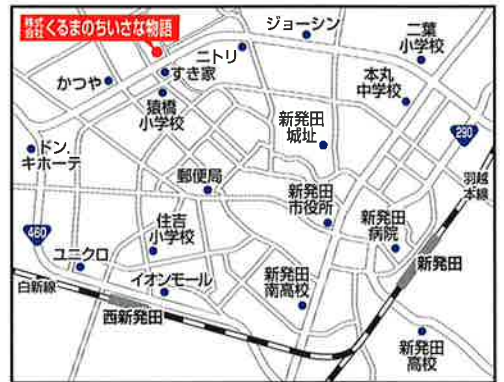 株式会社くるまのちいさな物語
ジョーシン
二葉
小学校
ニトリ
かつや
すき家
本丸
中学校
猿橋
小学校
新発田
城址
290
ドン.
キホーテ
郵便局
羽越
本線
新発田
市役所
新発田
病院
460
住吉
小学校
ユニクロ
新発田
イオンモール
新発田
南高校
白新線
西新発田
新発田
高校